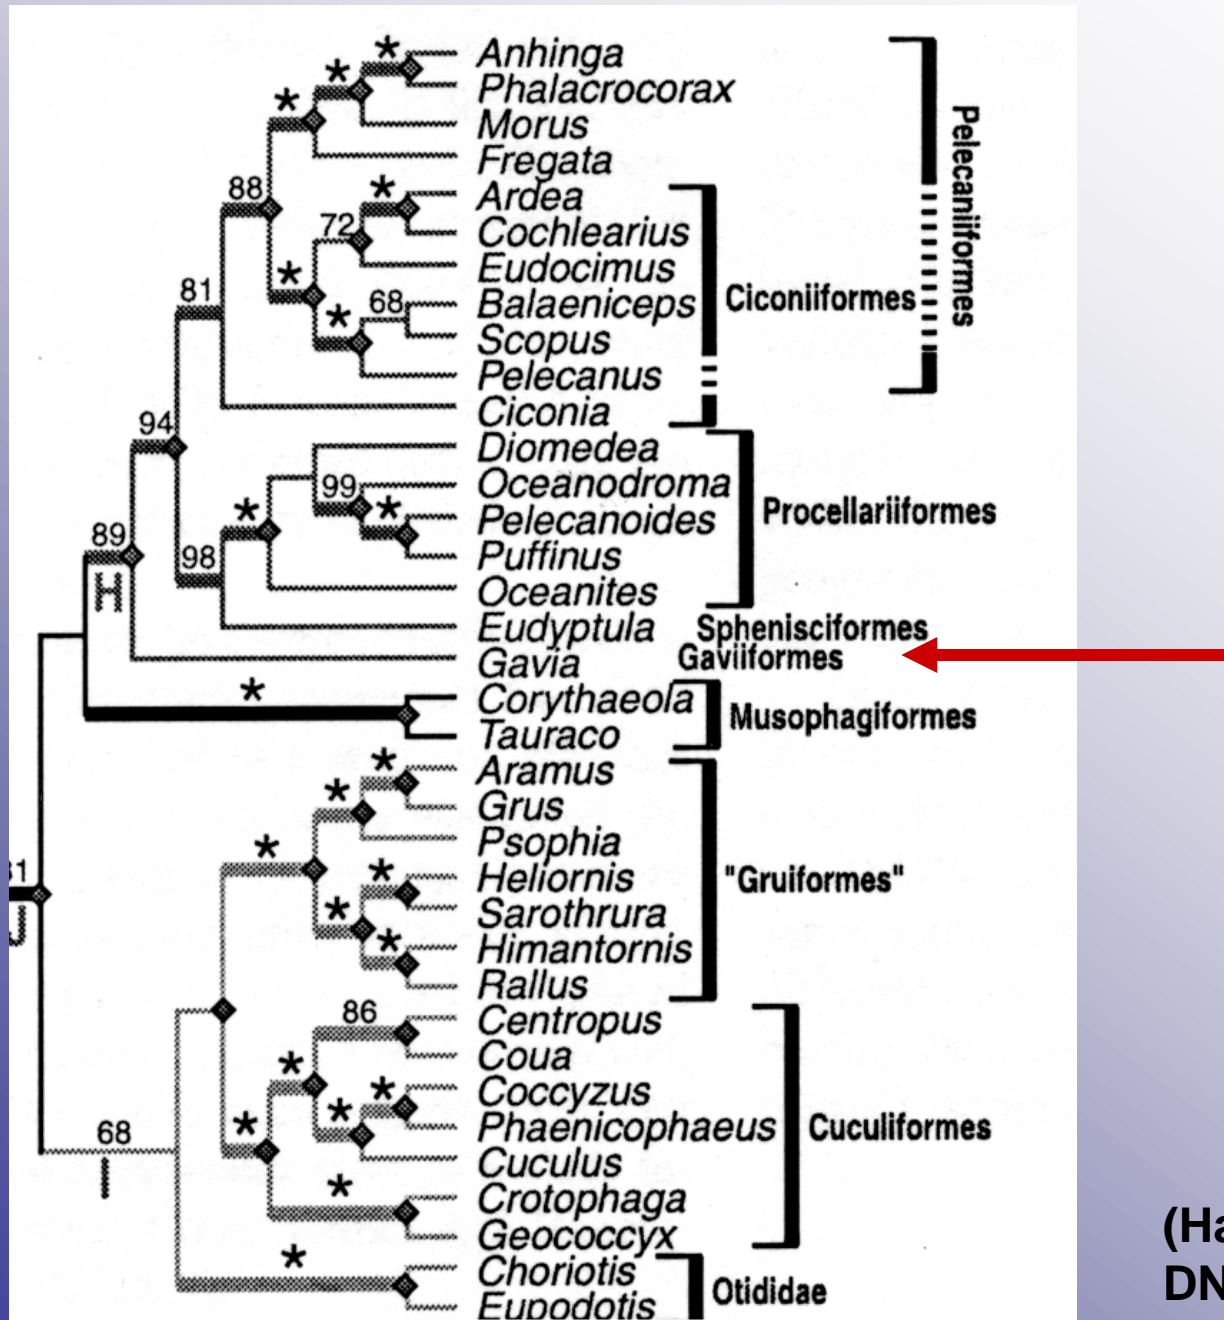 *
Anhinga
*
Phalacrocorax
*
Morus
Fregata
88
*
Ardea
72
Cochlearius
*
Eudocimus
81
68
Balaeniceps
Ciconiiformes
*
Scopus
Pelecaniiformes
Pelecanus
94
Ciconia
Diomedea
99
Oceanodroma
*
*
Pelecanoides
Procellariiformes
89
98
Puffinus
H
Oceanites
Eudyptula Sphenisciformes
Gavia Gaviiformes
*
Corythaeola
Musophagiformes
Tauraco
*
Aramus
*
Grus
*
Psophia
*
Heliornis
"Gruiformes"
*
Sarothrura
*
Himantornis
Rallus
86
Centropus
*
Coua
*
Coccyzus
*
*
Phaenicophaeus
Cuculiformes
68
Cuculus
I
*
Crotophaga
Geococcyx
*
Choriotis
Otididae
Eupodotis